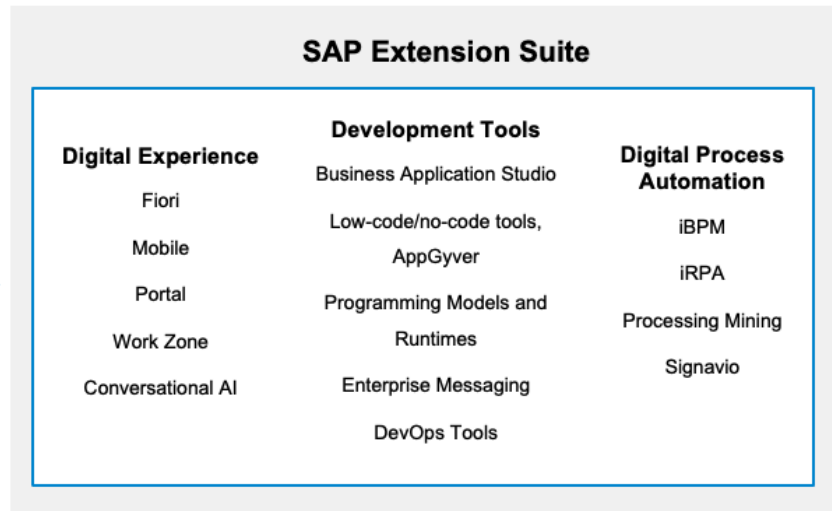 SAP Extension Suite
Digital Experience
Fiori
Mobile
Portal
Work Zone
Conversational AI
Development Tools
Business Application Studio
Low-code/no-code tools,
AppGyver
Programming Models and
Runtimes
Enterprise Messaging
DevOps Tools
Digital Process
Automation
iBPM
iRPA
Processing Mining
Signavio